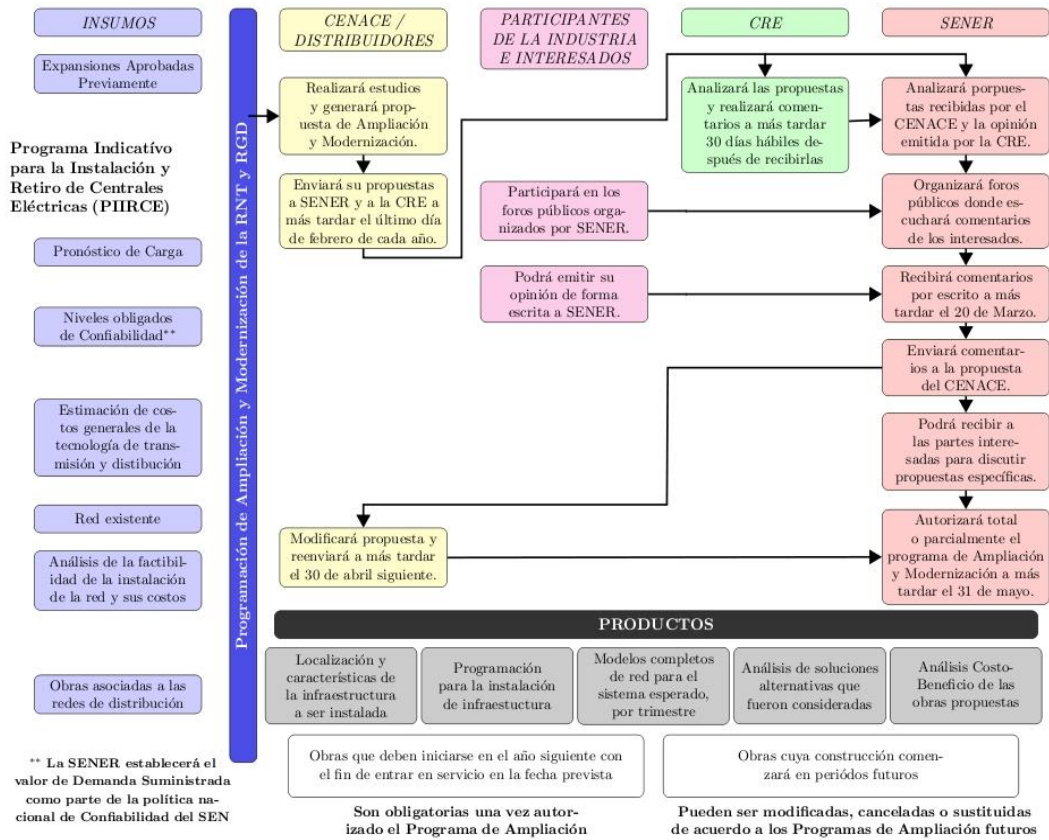 INSUMOS
Expansiones Aprobadas
Previamente
Programa Indicatívo
para la Instalación y
Retiro de Centrales
Eléctricas (PIIRCE)
Pronóstico de Carga
Niveles obligados
de Confiabilidad**
Estimación de cos-
tos generales de la
tecnología de trans-
misión y distibución
Red existente
Análisis de la factibi-
lidad de la instalación
de la red y sus costos
Obras asociadas a las
redes de distribución
** La SENER establecerá el
valor de Demanda Suministrada
como parte de la política na-
cional de Confiabilidad del SEN
Programación de Ampliación y Modernización de la RNT y RGD
CENACE /
DISTRIBUIDORES
Realizará estudios
y generará prop-
uesta de Ampliación
y Modernización.
Enviará su propuestas
a SENER y a la CRE a
más tardar el último día
de febrero de cada año.
Modificará propuesta y
reenviará a más tardar
el 30 de abril siguiente.
PARTICIPANTES
DE LA INDUSTRIA
E INTERESADOS
Participará en los
foros públicos orga-
nizados por SENER.
Podrá emitir su
opinión de forma
escrita a SENER.
CRE
Analizará las propuestas
y realizará comen-
tarios a más tardar
30 días hábiles de-
spués de recibirlas
SENER
Analizará porpues-
tas recibidas por el
CENACE y la opinión
emitida por la CRE.
Organizará foros
públicos donde es-
cuchará comentarios
de los interesados.
Recibirá comentarios
por escrito a más
tardar el 20 de Marzo.
Enviará comentar-
ios a la propuesta
del CENACE.
Podrá recibir a
las partes intere-
sadas para discutir
propuestas específicas.
Autorizará total
o parcialmente el
programa de Ampliación
y Modernización a más
tardar el 31 de mayo.
PRODUCTOS
Localización y
características de
la infraestructura
a ser instalada
Programación
para la instalación
de infraestuctura
Modelos completos
de red para el
sistema esperado,
por trimestre
Análisis de soluciones
alternativas que
fueron consideradas
Análisis Costo-
Beneficio de las
obras propuestas
Obras que deben iniciarse en el año siguiente con
el fin de entrar en servicio en la fecha prevista
Obras cuya construcción comen-
zará en periódos futuros
Son obligatorias una vez autor-
izado el Programa de Ampliación
Pueden ser modificadas, canceladas o sustituidas
de acuerdo a los Programas de Ampliación futuros